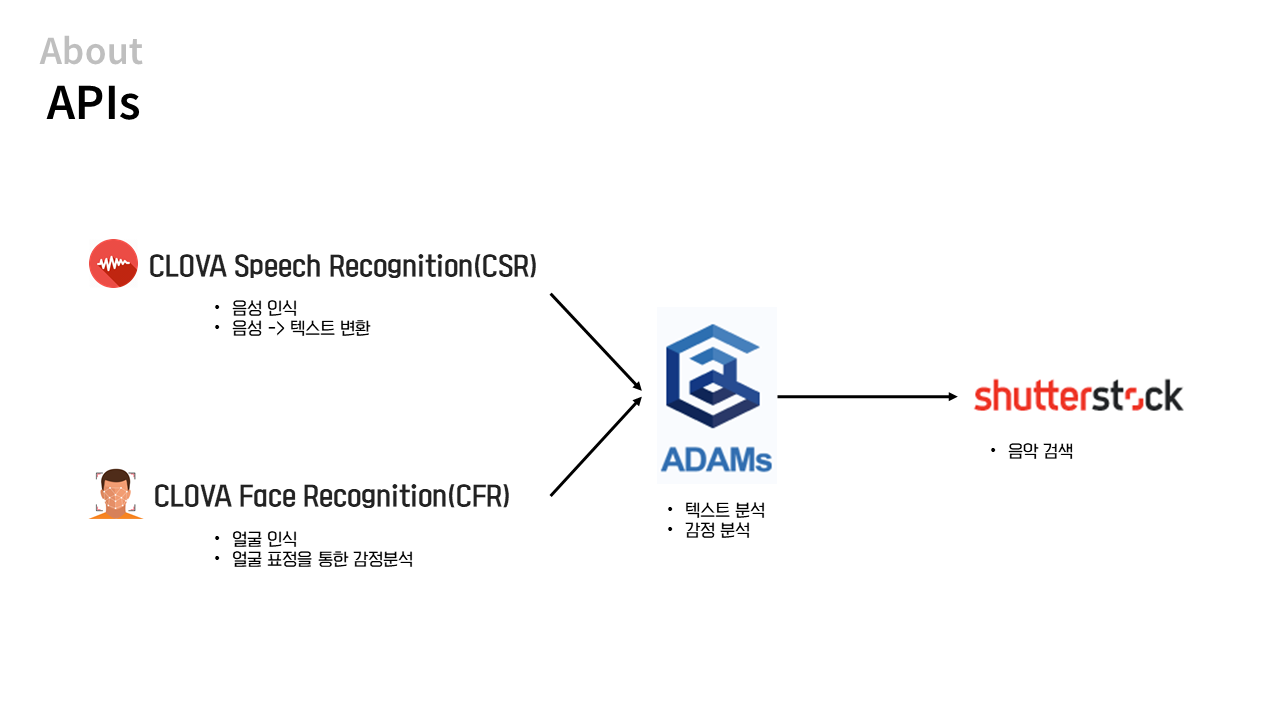 About
APIs
CLOVA Speech Recognition(CSR)
• 음성 인식
• 음성 -> 텍스트 변환
CLOVA Face Recognition(CFR)
• 얼굴 인식
• 얼굴 표정을 통한 감정분석
ADAMs
• 텍스트 분석
• 감정 분석
shutterstock
• 음악 검색